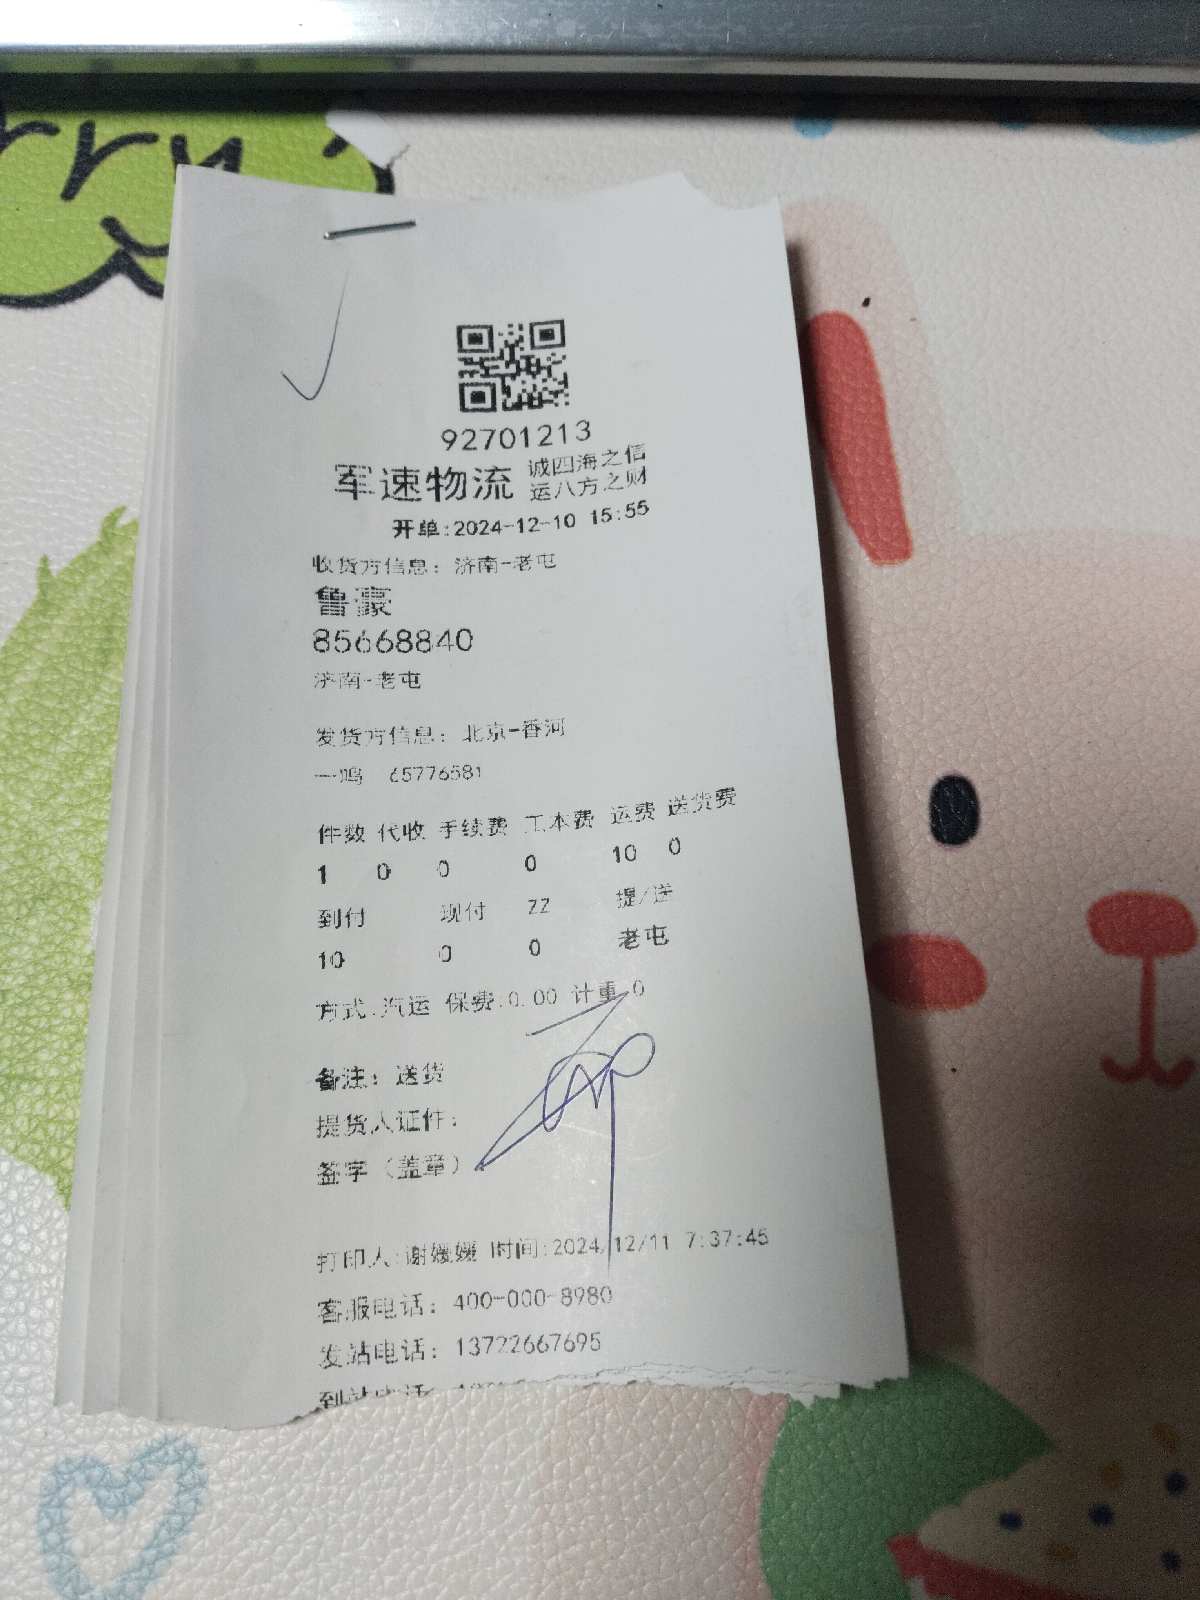 rry
92701213
军速物流 诚四海之信
运八方之财
开单:2024-12-10 15:55
收货方信息: 济南-老屯
鲁豪
85668840
济南-老屯
发货方信息: 北京-香河
一鸣 65776581
件数 代收 手续费 工本费 运费 送货费
1 0 0 0 10 0
到付 现付 ZZ 提/送
10 0 0 老屯
方式:汽运 保费:0.00 计重:0
备注: 送货
提货人证件:
签字(盖章):
打印人:谢媛媛 时间:2024/12/11 7:37:45
客服电话: 400-000-8980
发站电话: 13722667695
到站电话: